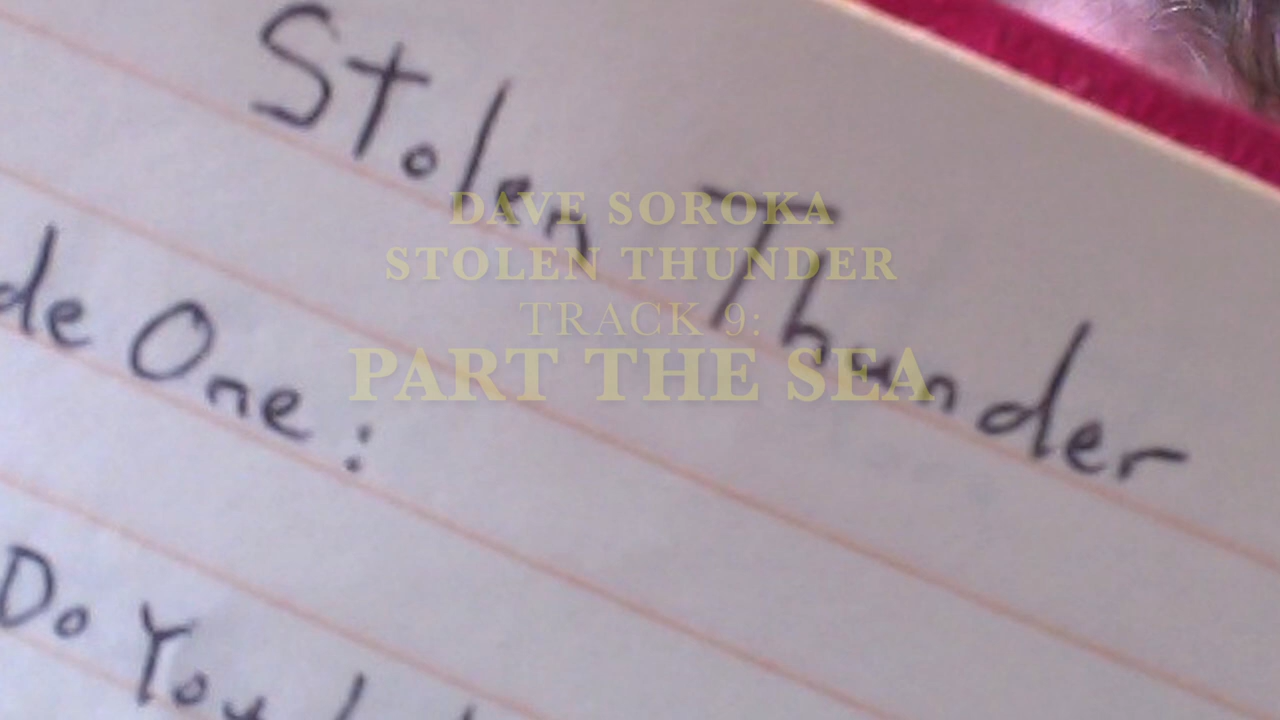 Stolen Thunder
DAVE SOROKA
STOLEN THUNDER
TRACK 9:
PART THE SEA
de One:
Do You